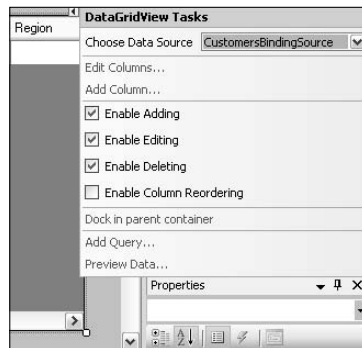 DataGridView Tasks
Region
Choose Data Source CustomersBindingSource
Edit Columns...
Add Column...
Enable Adding
Enable Editing
Enable Deleting
Enable Column Reordering
Dock in parent container
Add Query...
Preview Data...
Properties